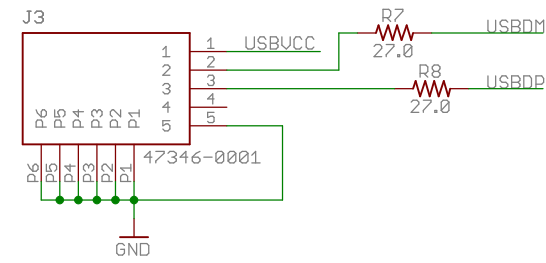 J3
R7
USBDM
27.0
1 1 USBVCC
2 2
R8
3 3
USBDP
27.0
4 4
5 5
P6 P5 P4 P3 P2 P1
47346-0001
P6 P5 P4 P3 P2 P1
GND